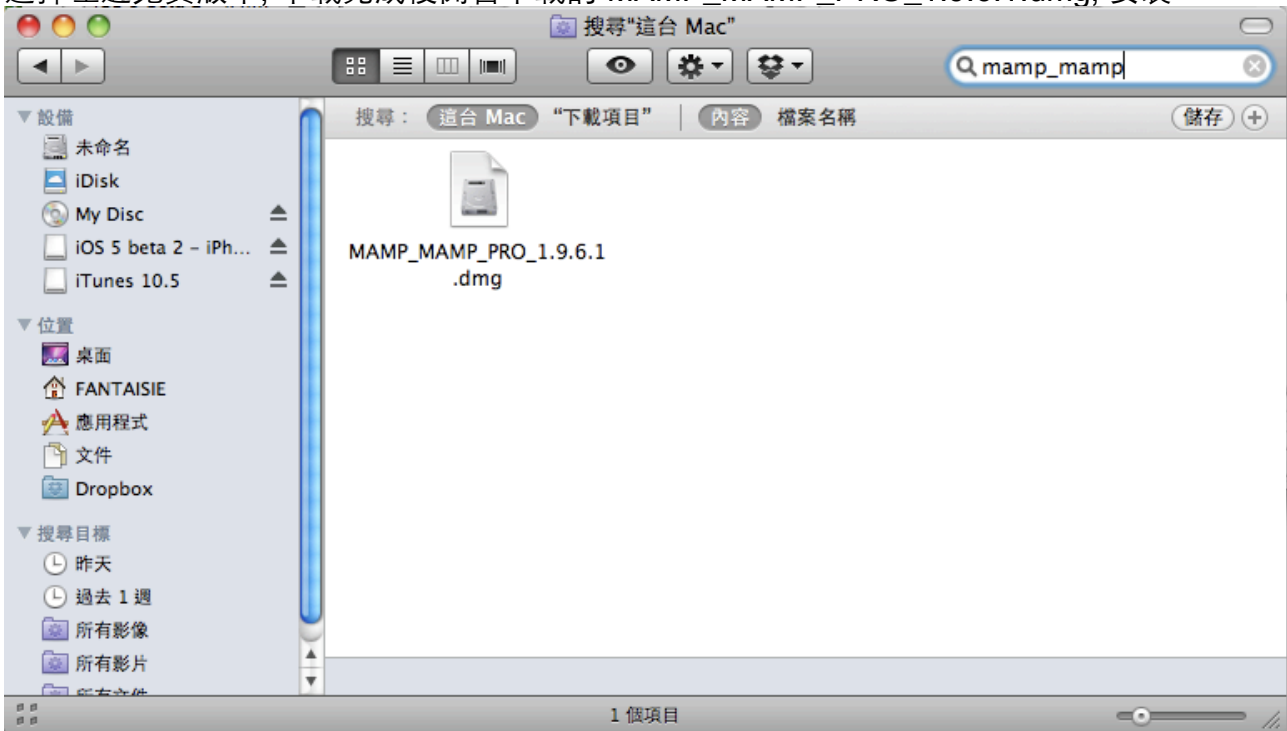 搜尋“這台 Mac”
mamp_mamp
搜尋： 這台 Mac “下載項目” 內容 檔案名稱 儲存
設備
未命名
iDisk
My Disc
iOS 5 beta 2 – iPh...
iTunes 10.5
位置
桌面
FANTAISIE
應用程式
文件
Dropbox
搜尋目標
昨天
過去 1 週
所有影像
所有影片
所有文件
MAMP_MAMP_PRO_1.9.6.1
.dmg
1 個項目